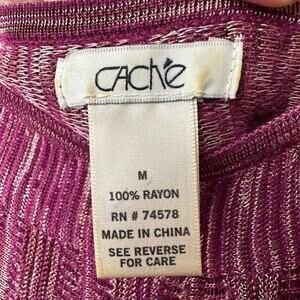 CAChé
M
100% RAYON
RN # 74578
MADE IN CHINA
SEE REVERSE
FOR CARE